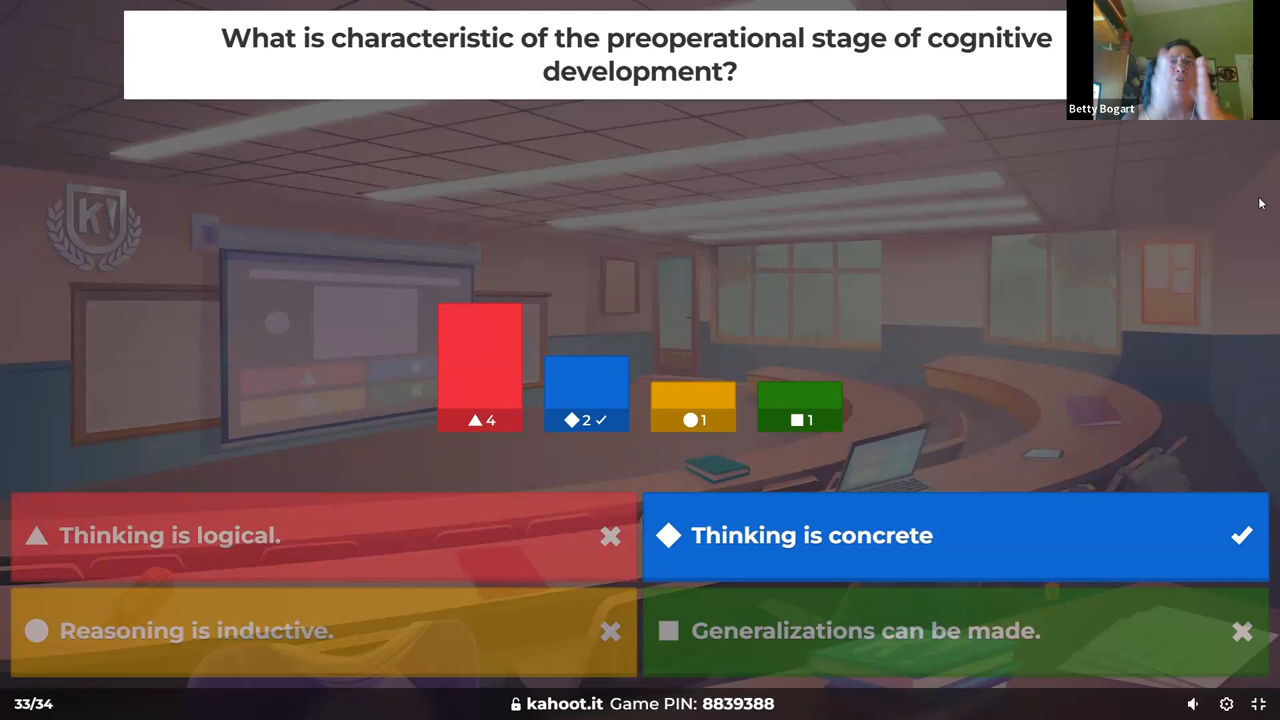 What is characteristic of the preoperational stage of cognitive
development?
Betty Bogart
K!
4
2
1
1
Thinking is logical.
Thinking is concrete
Reasoning is inductive.
Generalizations can be made.
33/34
kahoot.it Game PIN: 8839388